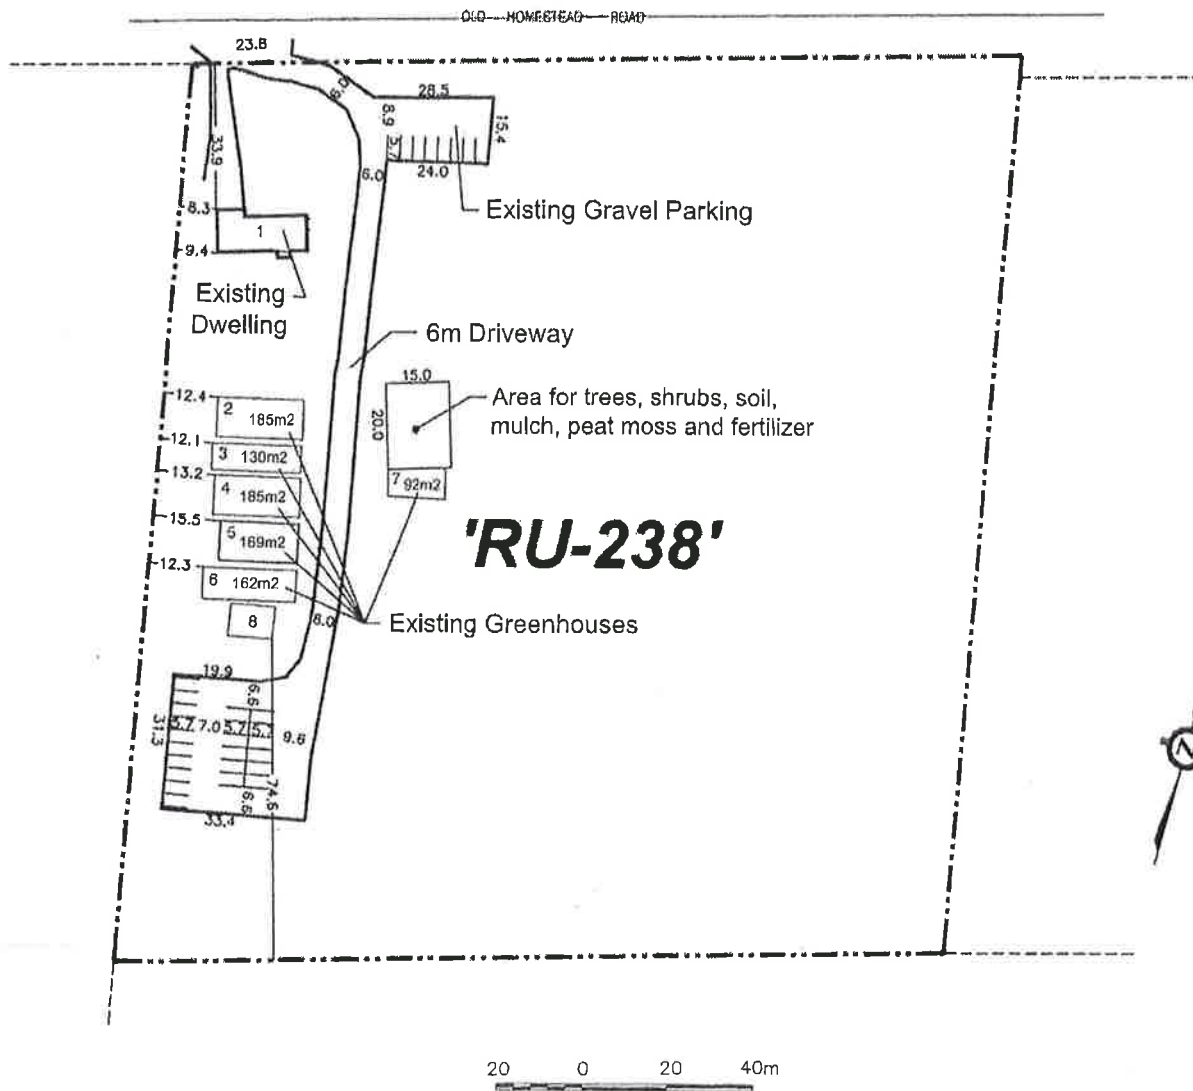 OLD HOMESTEAD ROAD
23.8
6.0
28.5
8.9
15.4
5.7
33.9
6.0
24.0
8.3
Existing Gravel Parking
1
9.4
Existing
Dwelling
6m Driveway
15.0
12.4
Area for trees, shrubs, soil,
mulch, peat moss and fertilizer
2
185m2
20.0
12.1
3
130m2
13.2
4
185m2
7
92m2
15.5
5
169m2
'RU-238'
12.3
6
162m2
8
6.0
Existing Greenhouses
19.9
6.6
31.3
5.7
7.0
5.7
5.7
9.6
74.6
6.6
33.4
Z
20 0 20 40m